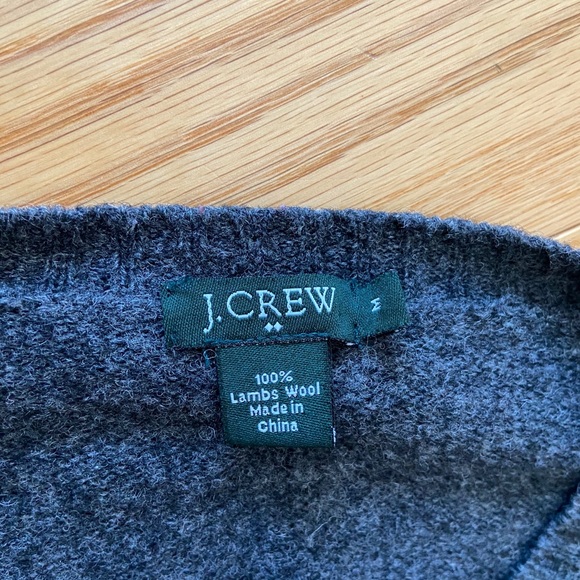 J.CREW
M
100%
Lambs Wool
Made in
China